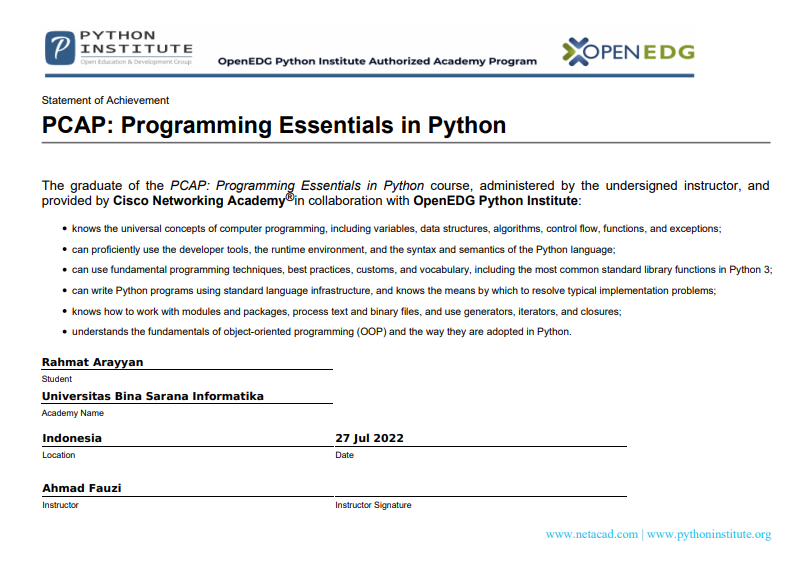 PYTHON
INSTITUTE
Open Education & Development Group
OpenEDG Python Institute Authorized Academy Program
OPENEDG
Statement of Achievement
PCAP: Programming Essentials in Python
The graduate of the PCAP: Programming Essentials in Python course, administered by the undersigned instructor, and
provided by Cisco Networking Academy®in collaboration with OpenEDG Python Institute:
• knows the universal concepts of computer programming, including variables, data structures, algorithms, control flow, functions, and exceptions;
• can proficiently use the developer tools, the runtime environment, and the syntax and semantics of the Python language;
• can use fundamental programming techniques, best practices, customs, and vocabulary, including the most common standard library functions in Python 3;
• can write Python programs using standard language infrastructure, and knows the means by which to resolve typical implementation problems;
• knows how to work with modules and packages, process text and binary files, and use generators, iterators, and closures;
• understands the fundamentals of object-oriented programming (OOP) and the way they are adopted in Python.
Rahmat Arayyan
Student
Universitas Bina Sarana Informatika
Academy Name
Indonesia 27 Jul 2022
Location Date
Ahmad Fauzi
Instructor Instructor Signature
www.netacad.com | www.pythoninstitute.org